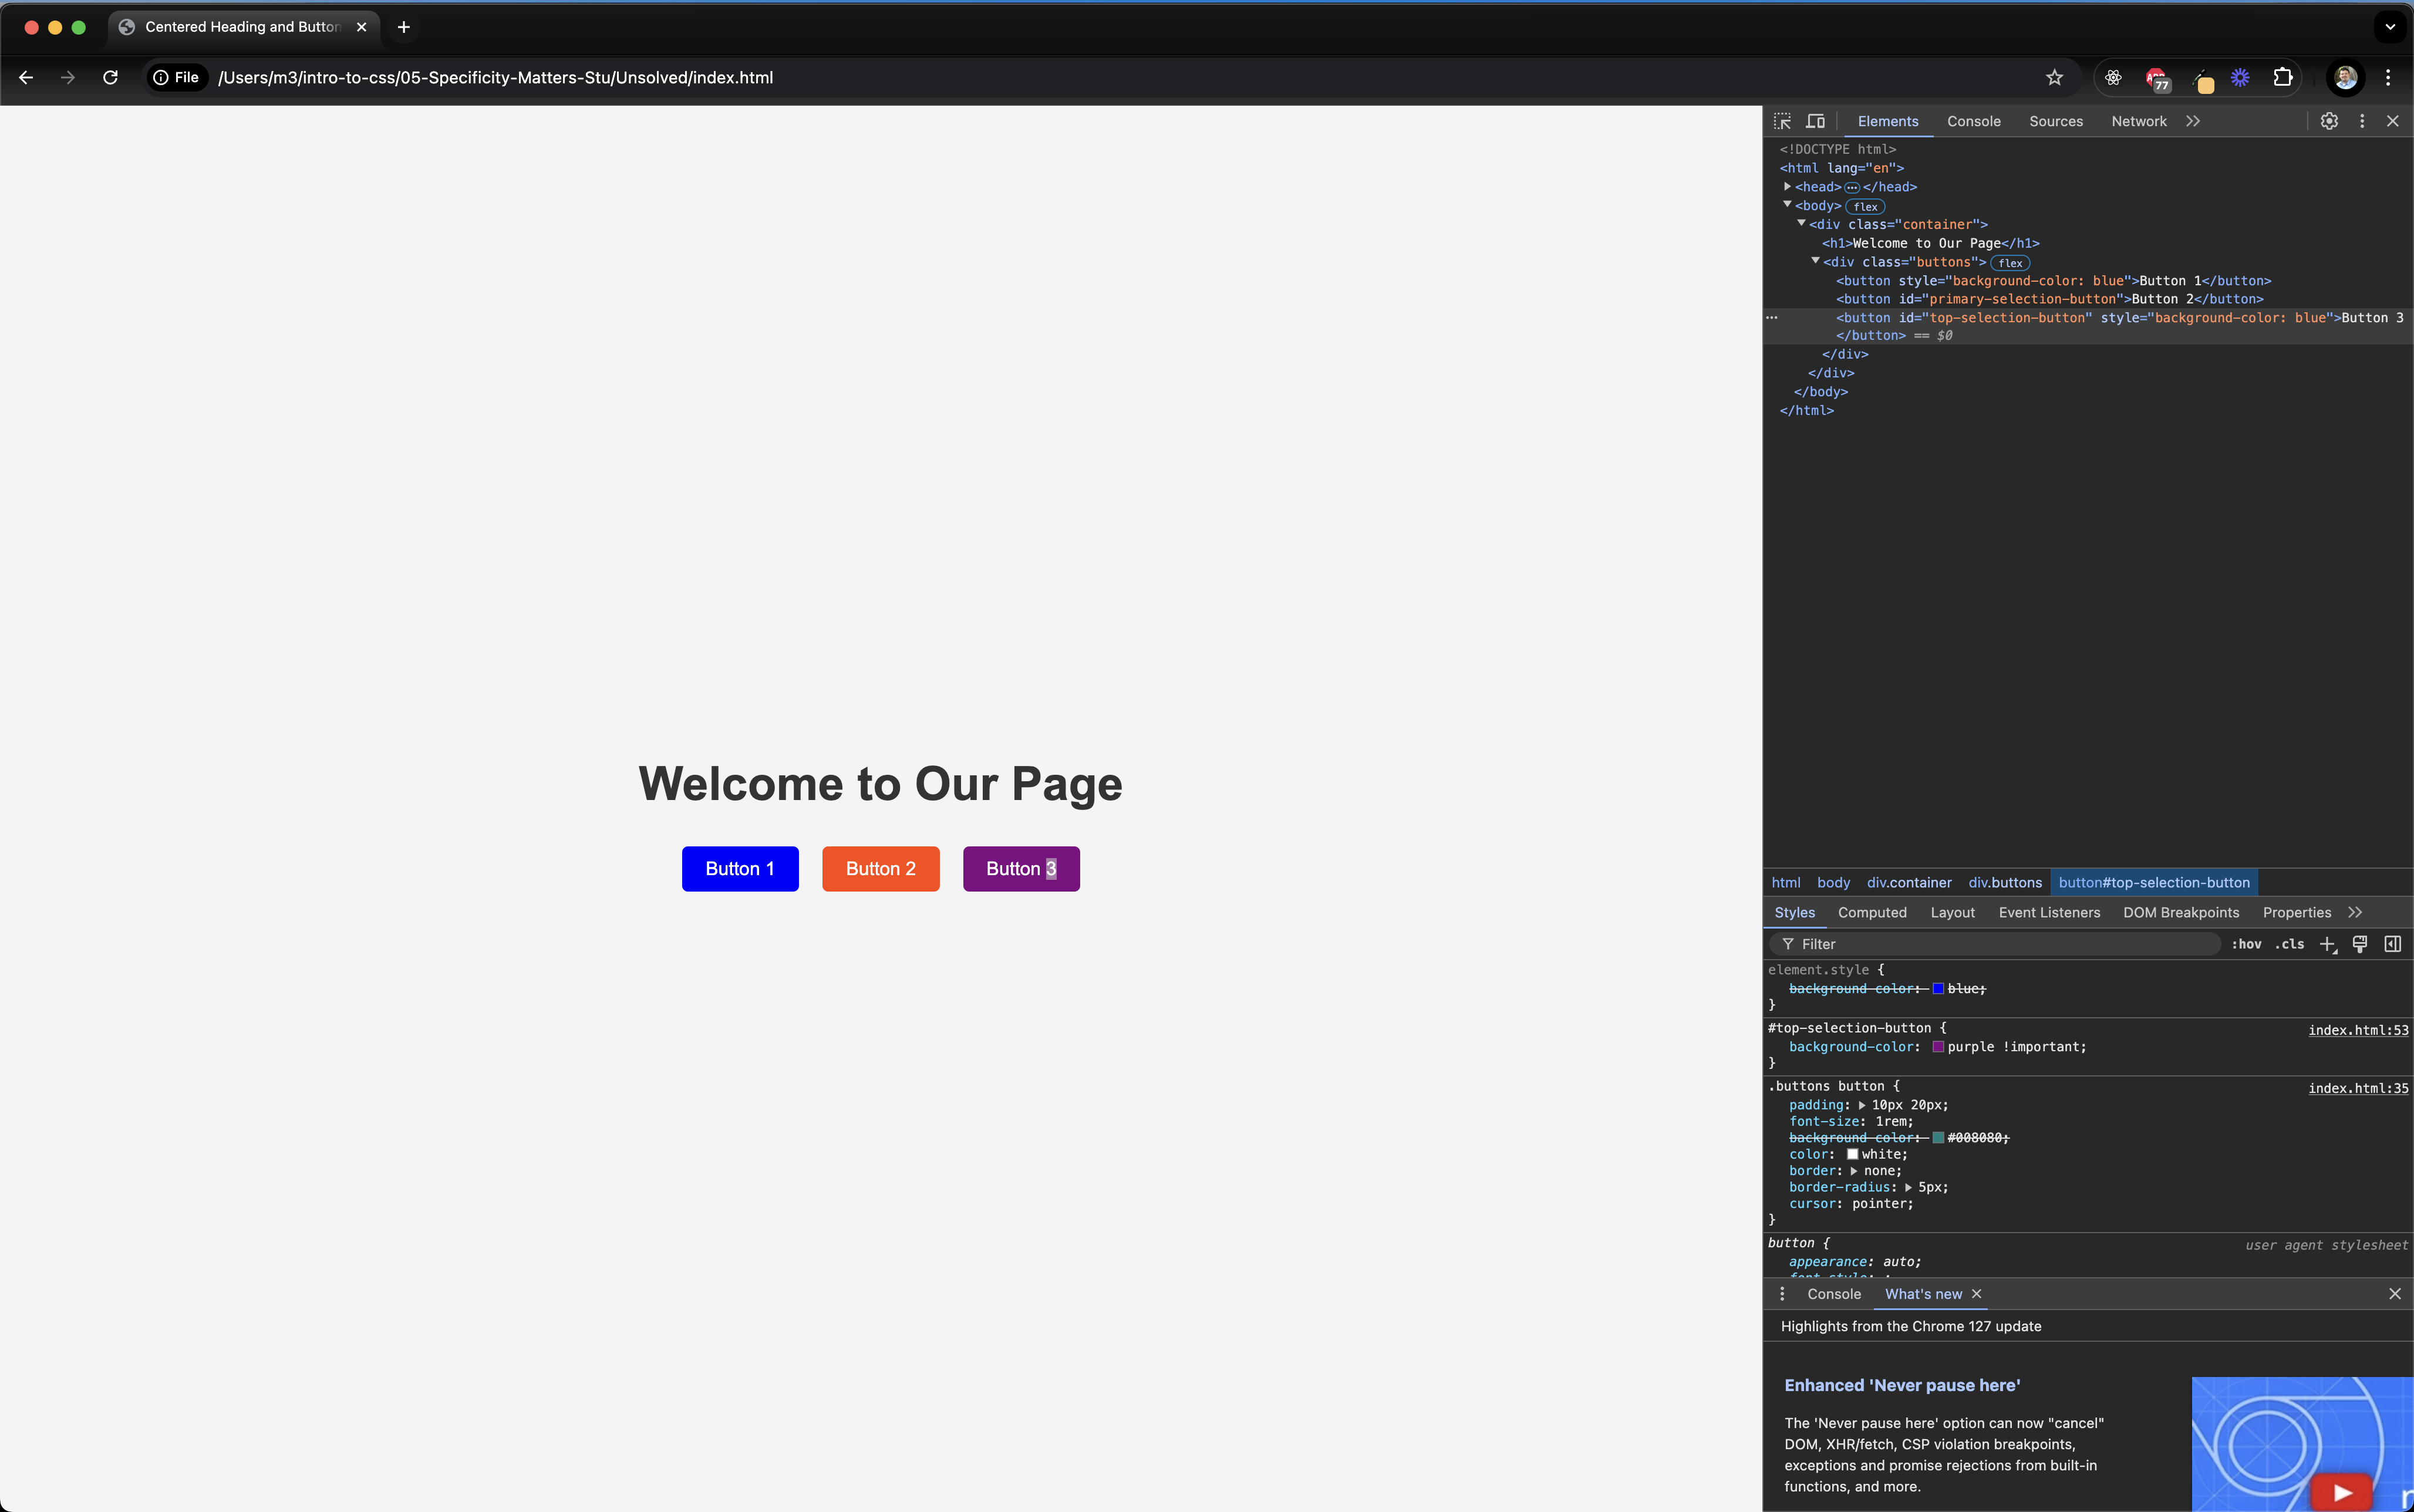 Centered Heading and Button
File /Users/m3/intro-to-css/05-Specificity-Matters-Stu/Unsolved/index.html
77
Welcome to Our Page
Button 1 Button 2 Button 3
Elements Console Sources Network
<!DOCTYPE html>
<html lang="en">
<head> </head>
<body> flex
<div class="container">
<h1>Welcome to Our Page</h1>
<div class="buttons"> flex
<button style="background-color: blue">Button 1</button>
<button id="primary-selection-button">Button 2</button>
<button id="top-selection-button" style="background-color: blue">Button 3
</button> == $0
</div>
</div>
</body>
</html>
html body div.container div.buttons button#top-selection-button
Styles Computed Layout Event Listeners DOM Breakpoints Properties
Filter :hov .cls
element.style {
background-color: blue;
}
#top-selection-button { index.html:53
background-color: purple !important;
}
.buttons button { index.html:35
padding: 10px 20px;
font-size: 1rem;
background-color: #008080;
color: white;
border: none;
border-radius: 5px;
cursor: pointer;
}
button { user agent stylesheet
appearance: auto;
Console What's new
Highlights from the Chrome 127 update
Enhanced 'Never pause here'
The 'Never pause here' option can now "cancel"
DOM, XHR/fetch, CSP violation breakpoints,
exceptions and promise rejections from built-in
functions, and more.